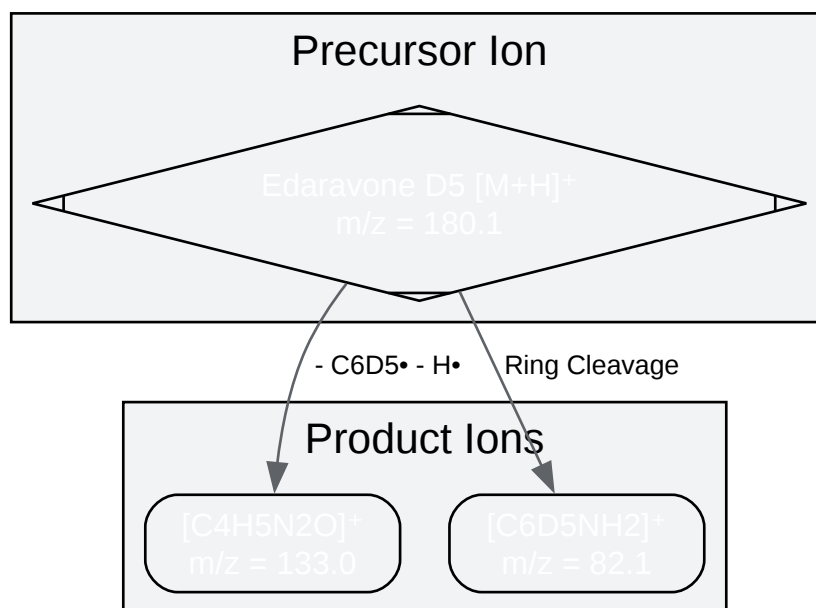 Precursor Ion
Edaravone D5 [M+H]⁺
m/z = 180.1
- C6D5• - H•
Ring Cleavage
Product Ions
[C4H5N2O]⁺
m/z = 133.0
[C6D5NH2]⁺
m/z = 82.1